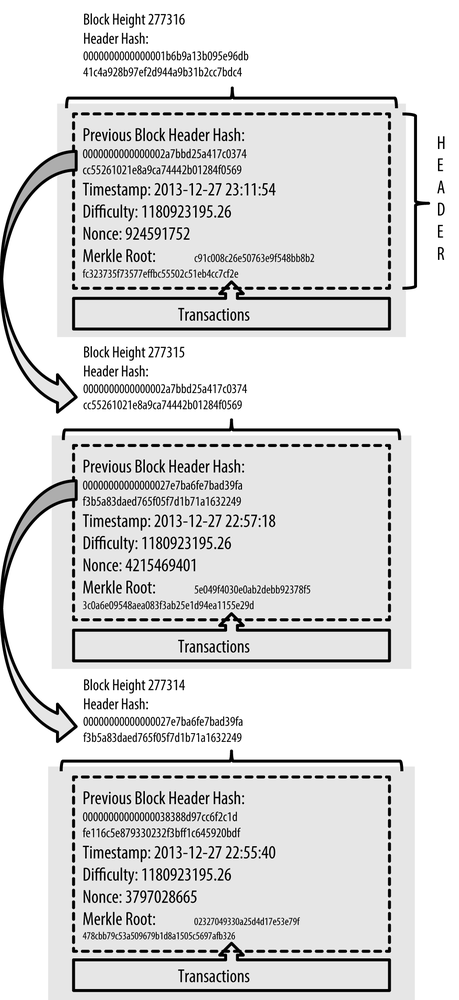 Block Height 277316
Header Hash:
0000000000000001b6b9a13b095e96db
41c4a928b97ef2d944a9b31b2cc7bdc4
Previous Block Header Hash:
0000000000000002a7bbd25a417c0374
cc55261021e8a9ca74442b01284f0569
Timestamp: 2013-12-27 23:11:54
Difficulty: 1180923195.26
Nonce: 924591752
Merkle Root: c91c008c26e50763e9f548bb8b2
fc323735f73577effbc55502c51eb4cc7cf2e
HEADER
Transactions
Block Height 277315
Header Hash:
0000000000000002a7bbd25a417c0374
cc55261021e8a9ca74442b01284f0569
Previous Block Header Hash:
00000000000000027e7ba6fe7bad39fa
f3b5a83daed765f05f7d1b71a1632249
Timestamp: 2013-12-27 22:57:18
Difficulty: 1180923195.26
Nonce: 4215469401
Merkle Root: 5e049f4030e0ab2debb92378f5
3c0a6e09548aea083f3ab25e1d94ea1155e29d
Transactions
Block Height 277314
Header Hash:
00000000000000027e7ba6fe7bad39fa
f3b5a83daed765f05f7d1b71a1632249
Previous Block Header Hash:
00000000000000038388d97cc6f2c1d
fe116c5e879330232f3bff1c645920bdf
Timestamp: 2013-12-27 22:55:40
Difficulty: 1180923195.26
Nonce: 3797028665
Merkle Root: 02327049330a25d4d17e53e79f
478cbb79c53a509679b1d8a1505c5697afb326
Transactions